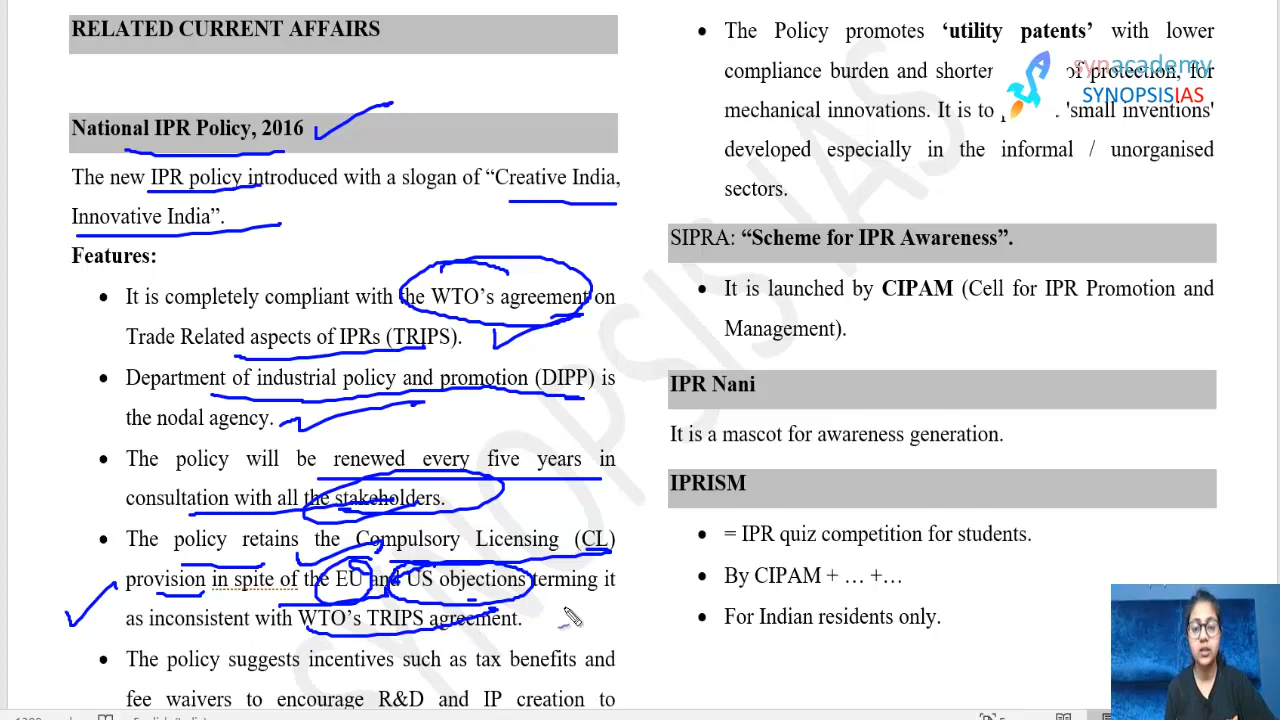 RELATED CURRENT AFFAIRS
National IPR Policy, 2016
The new IPR policy introduced with a slogan of “Creative India,
Innovative India”.
Features:
• It is completely compliant with the WTO’s agreement on
Trade Related aspects of IPRs (TRIPS).
• Department of industrial policy and promotion (DIPP) is
the nodal agency.
• The policy will be renewed every five years in
consultation with all the stakeholders.
• The policy retains the Compulsory Licensing (CL)
provision in spite of the EU and US objections terming it
as inconsistent with WTO’s TRIPS agreement.
• The policy suggests incentives such as tax benefits and
fee waivers to encourage R&D and IP creation to
• The Policy promotes ‘utility patents’ with lower
compliance burden and shorter of protection, for
mechanical innovations. It is to 'small inventions'
developed especially in the informal / unorganised
sectors.
synacademy
SYNOPSISIAS
SIPRA: “Scheme for IPR Awareness”.
• It is launched by CIPAM (Cell for IPR Promotion and
Management).
IPR Nani
It is a mascot for awareness generation.
IPRISM
• = IPR quiz competition for students.
• By CIPAM + … +…
• For Indian residents only.
SYNOPSIS IAS